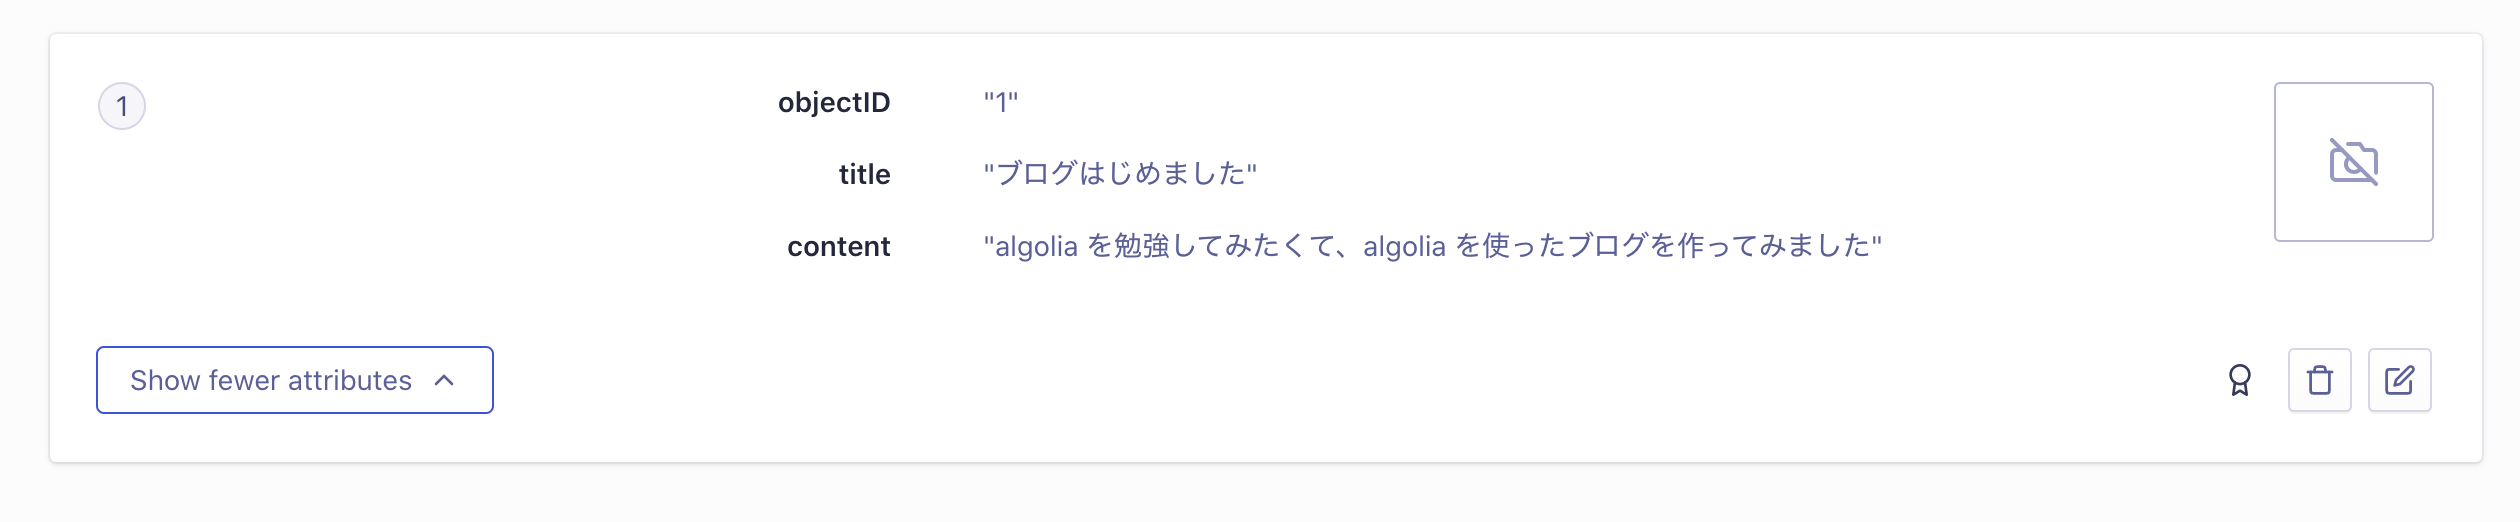 1
objectID "1"
title "ブログはじめました"
content "algolia を勉強してみたくて、algolia を使ったブログを作ってみました"
Show fewer attributes